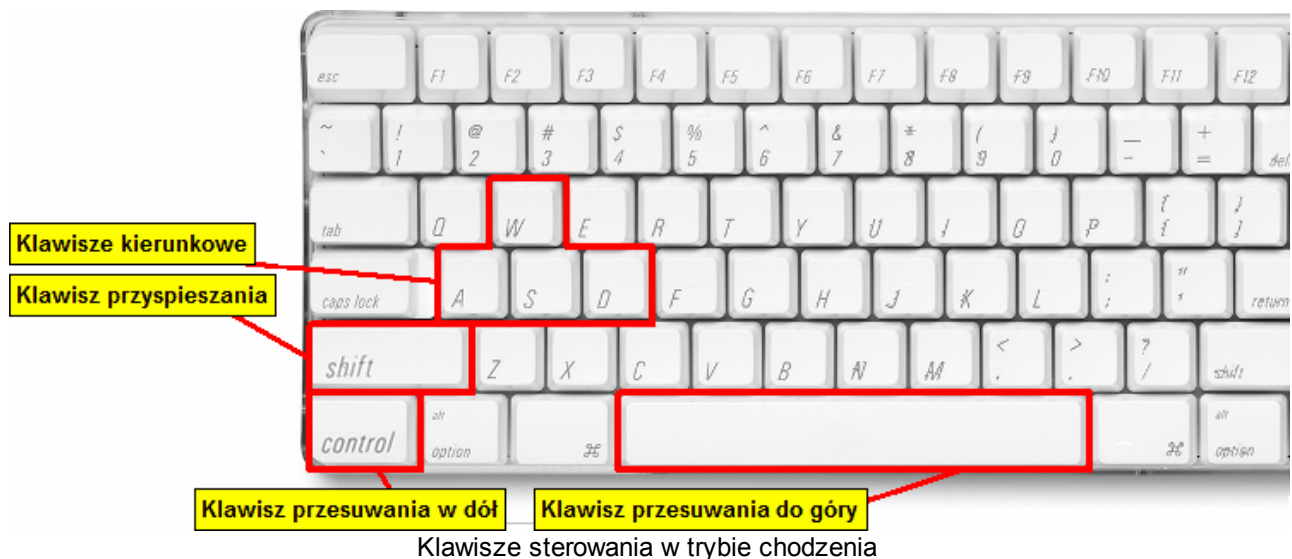 esc F1 F2 F3 F4 F5 F6 F7 F8 F9 F10 F11 F12
~ ! @ # $ % ^ & * ( ) — +
` 1 2 3 4 5 6 7 8 9 0 - = del
tab Q W E R T Y U I O P { [ } ]
Klawisze kierunkowe
caps lock A S D F G H J K L : ; " ' return
Klawisz przyspieszania
shift Z X C V B N M < , > . ? / shift
control alt option ⌘ ⌘ alt option
Klawisz przesuwania w dół Klawisz przesuwania do góry
Klawisze sterowania w trybie chodzenia